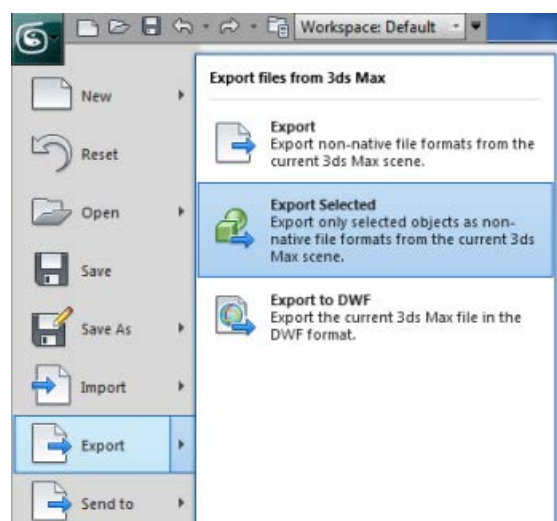 Workspace: Default
New
Reset
Open
Save
Save As
Import
Export
Send to
Export files from 3ds Max
Export
Export non-native file formats from the
current 3ds Max scene.
Export Selected
Export only selected objects as non-
native file formats from the current 3ds
Max scene.
Export to DWF
Export the current 3ds Max file in the
DWF format.